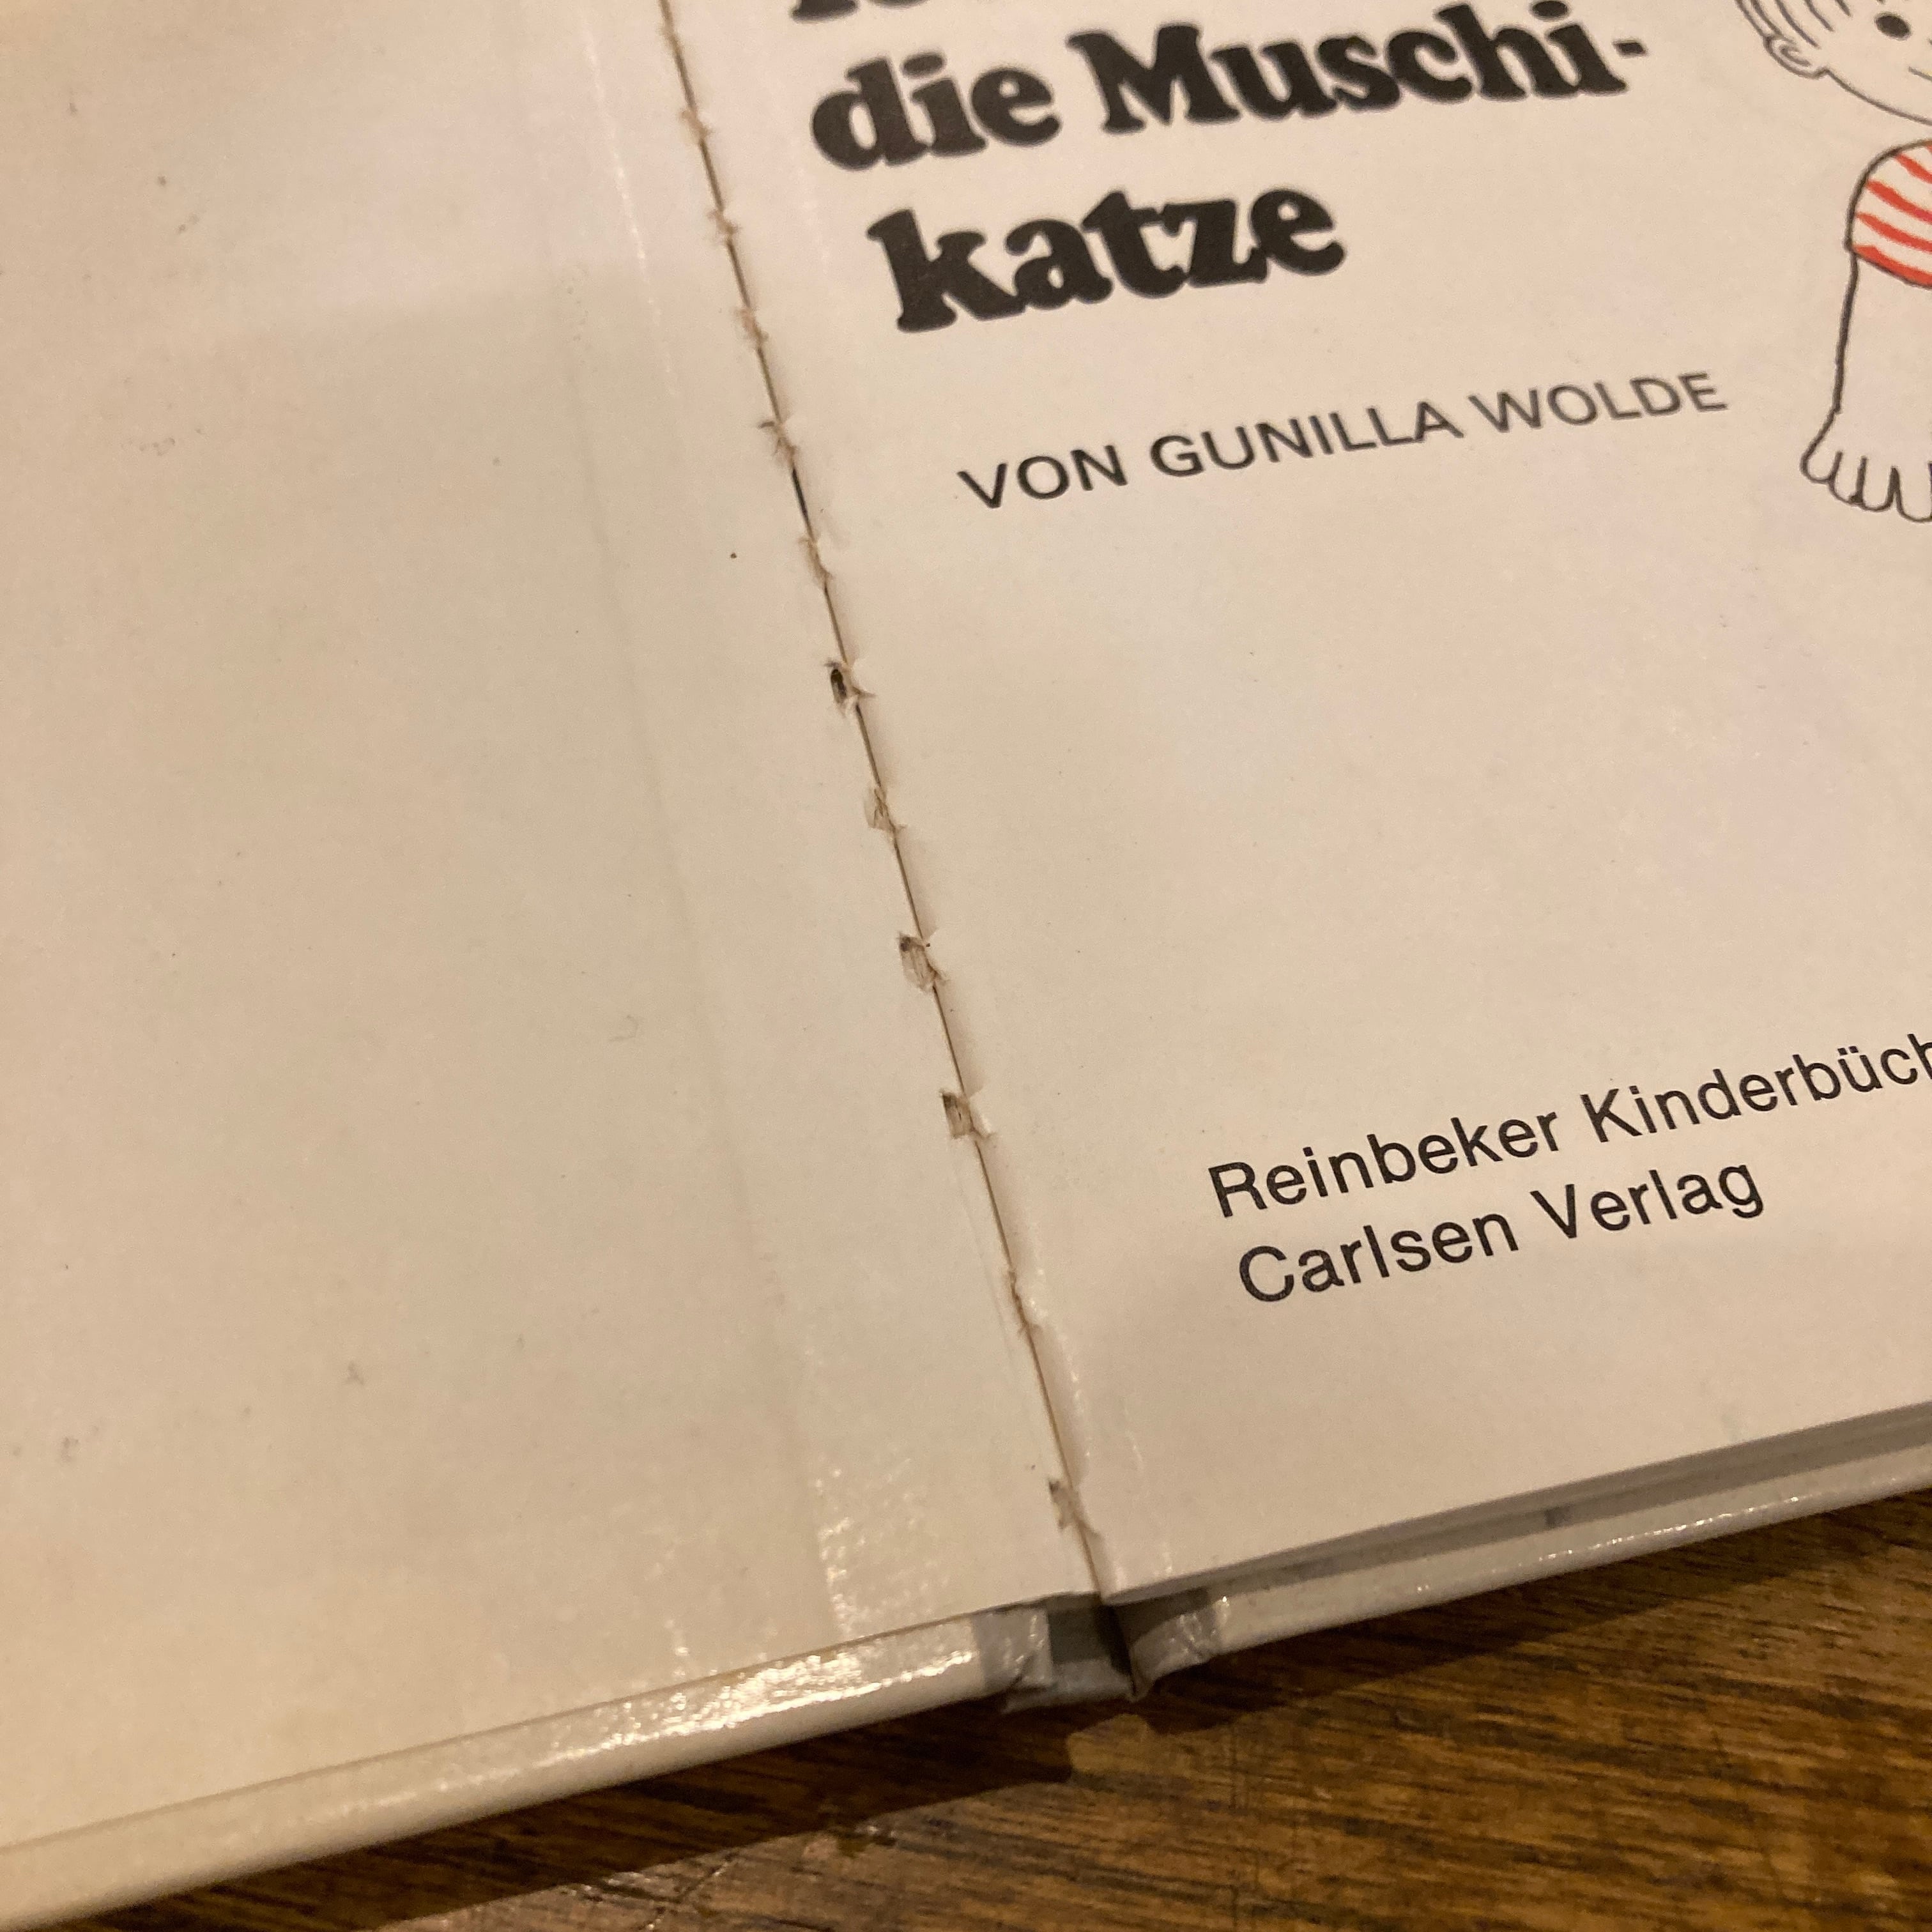 die Muschi-
katze
VON GUNILLA WOLDE
Reinbeker Kinderbüch
Carlsen Verlag